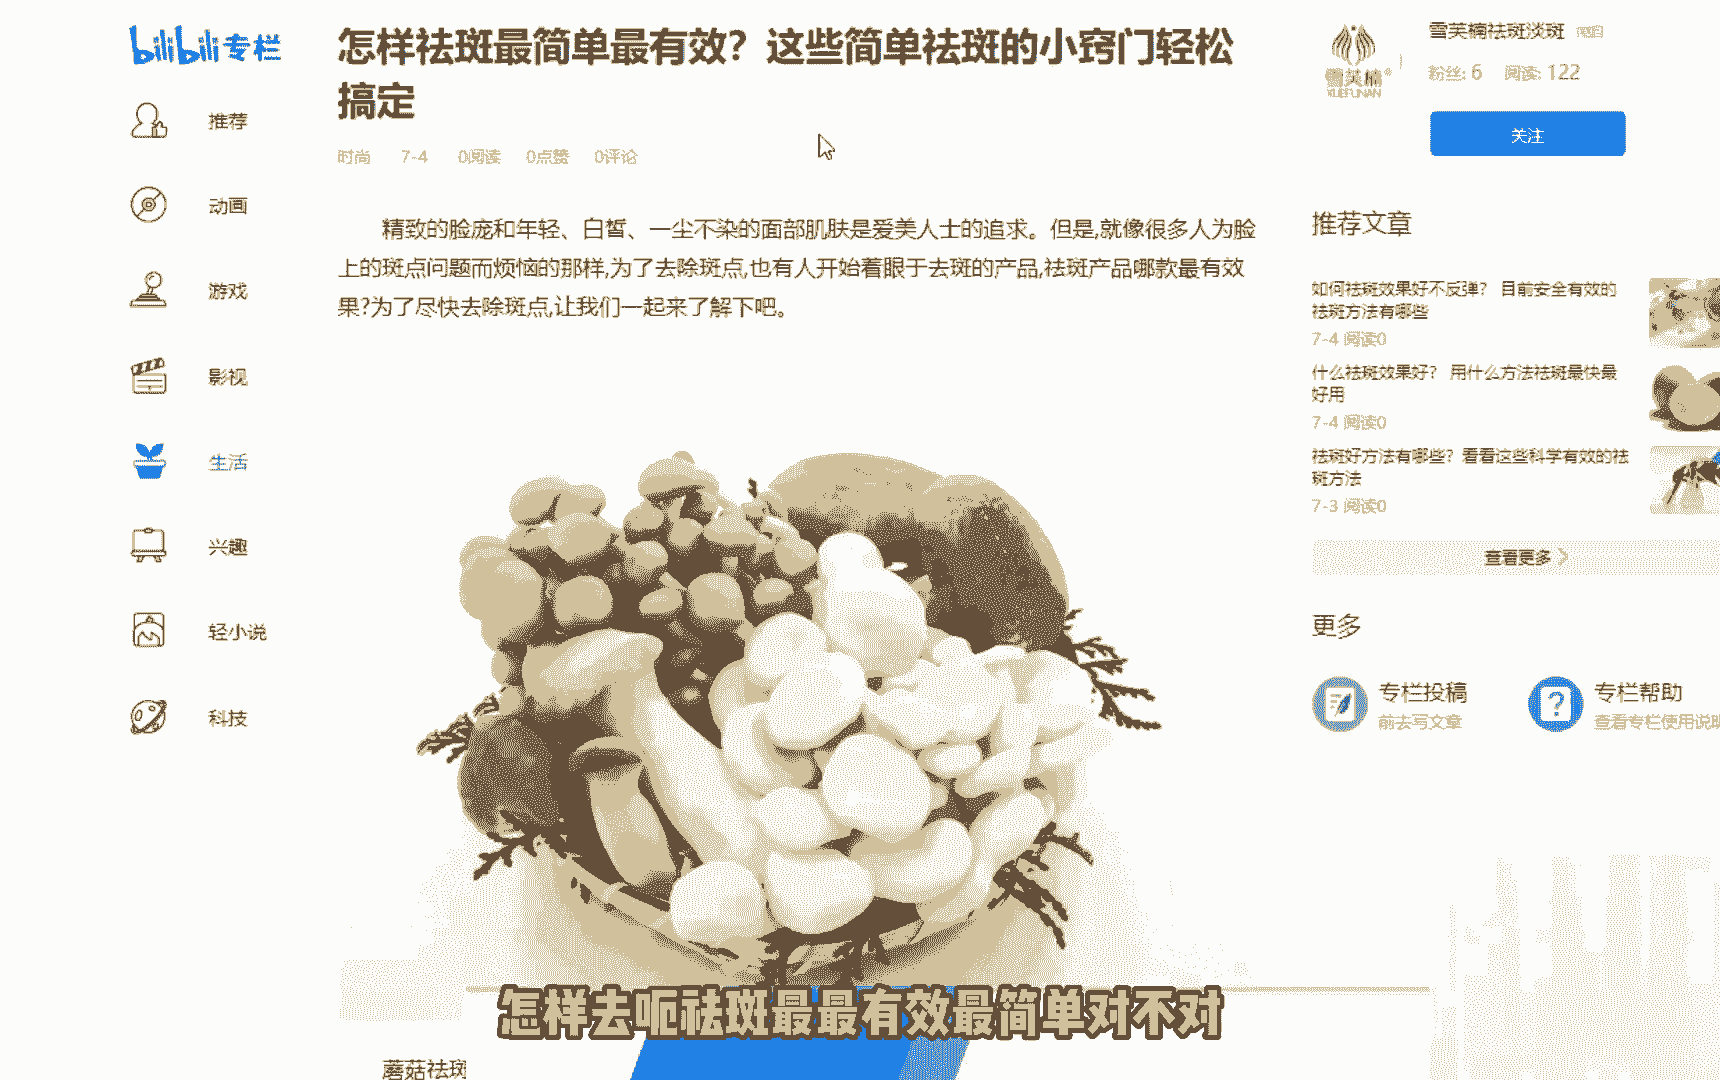 bilibili专栏
推荐
动画
游戏
影视
生活
兴趣
轻小说
科技
怎样祛斑最简单最有效？这些简单祛斑的小窍门轻松
搞定
时尚 7-4 0阅读 0点赞 0评论
精致的脸庞和年轻、白皙、一尘不染的面部肌肤是爱美人士的追求。但是,就像很多人为脸
上的斑点问题而烦恼的那样,为了去除斑点,也有人开始着眼于去斑的产品,祛斑产品哪款最有效
果?为了尽快去除斑点,让我们一起来了解下吧。
蘑菇祛斑
怎样去呃祛斑最最有效最简单对不对
雪芙楠®
XUEFUNAN
雪芙楠祛斑淡斑
粉丝: 6 阅读: 122
关注
推荐文章
如何祛斑效果好不反弹？ 目前安全有效的
祛斑方法有哪些
7-4 阅读0
什么祛斑效果好？ 用什么方法祛斑最快最
好用
7-4 阅读0
祛斑好方法有哪些？看看这些科学有效的祛
斑方法
7-3 阅读0
查看更多
更多
专栏投稿
前去写文章
专栏帮助
查看专栏使用说明